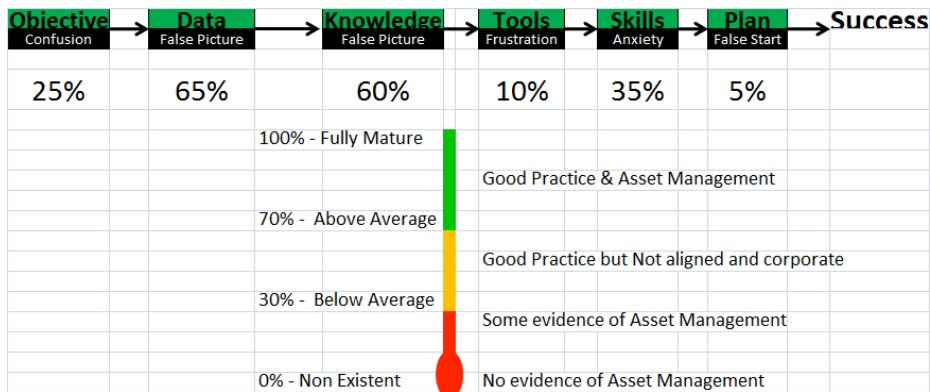 Objective Data Knowledge Tools Skills Plan Success
Confusion False Picture False Picture Frustration Anxiety False Start
25% 65% 60% 10% 35% 5%
100% - Fully Mature
Good Practice & Asset Management
70% - Above Average
Good Practice but Not aligned and corporate
30% - Below Average
Some evidence of Asset Management
0% - Non Existent No evidence of Asset Management